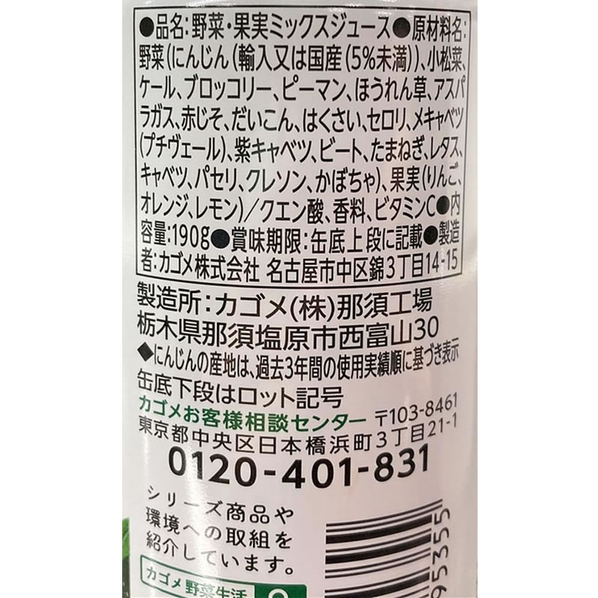 ●品名:野菜・果実ミックスジュース●原材料名:
野菜(にんじん(輸入又は国産(5%未満))、小松菜、
ケール、ブロッコリー、ピーマン、ほうれん草、アスパ
ラガス、赤じそ、だいこん、はくさい、セロリ、メキャベツ
(プチヴェール)、紫キャベツ、ビート、たまねぎ、レタス、
キャベツ、パセリ、クレソン、かぼちゃ)、果実(りんご、
オレンジ、レモン)/クエン酸、香料、ビタミンC●内
容量:190g●賞味期限:缶底上段に記載●製造
者:カゴメ株式会社 名古屋市中区錦3丁目14-15
製造所:カゴメ(株)那須工場
栃木県那須塩原市西富山30
◆にんじんの産地は、過去3年間の使用実績順に基づき表示
缶底下段はロット記号
カゴメお客様相談センター 〒103-8461
東京都中央区日本橋浜町3丁目21-1
0120-401-831
シリーズ商品や
環境への取組を
紹介しています。
カゴメ 野菜生活
95355